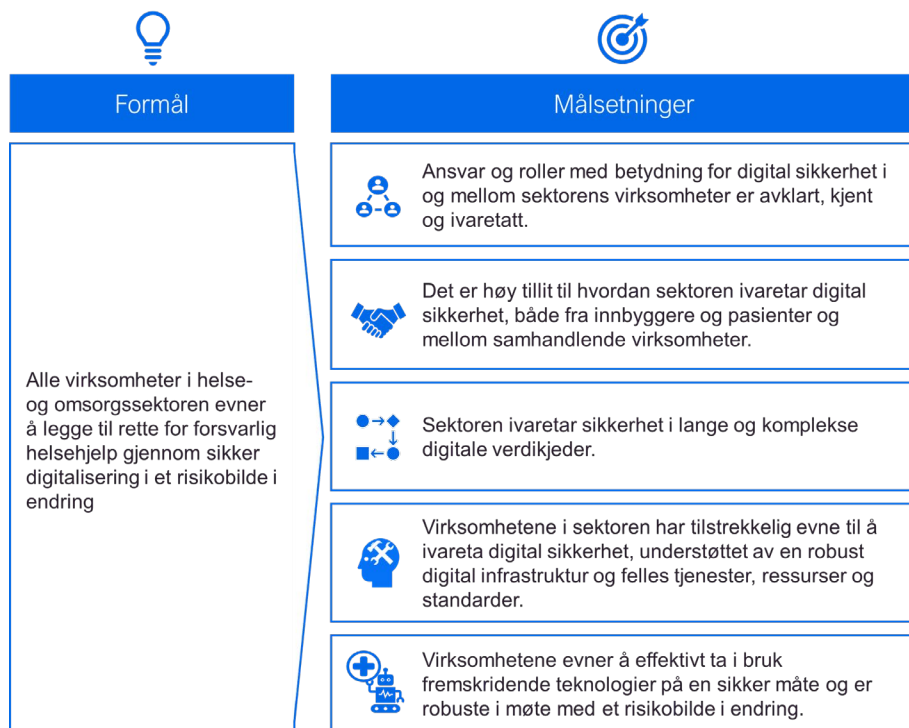 Formål
Målsetninger
Alle virksomheter i helse-
og omsorgssektoren evner
å legge til rette for forsvarlig
helsehjelp gjennom sikker
digitalisering i et risikobilde i
endring
Ansvar og roller med betydning for digital sikkerhet i
og mellom sektorens virksomheter er avklart, kjent
og ivaretatt.
Det er høy tillit til hvordan sektoren ivaretar digital
sikkerhet, både fra innbyggere og pasienter og
mellom samhandlende virksomheter.
Sektoren ivaretar sikkerhet i lange og komplekse
digitale verdikjeder.
Virksomhetene i sektoren har tilstrekkelig evne til å
ivareta digital sikkerhet, understøttet av en robust
digital infrastruktur og felles tjenester, ressurser og
standarder.
Virksomhetene evner å effektivt ta i bruk
fremskridende teknologier på en sikker måte og er
robuste i møte med et risikobilde i endring.